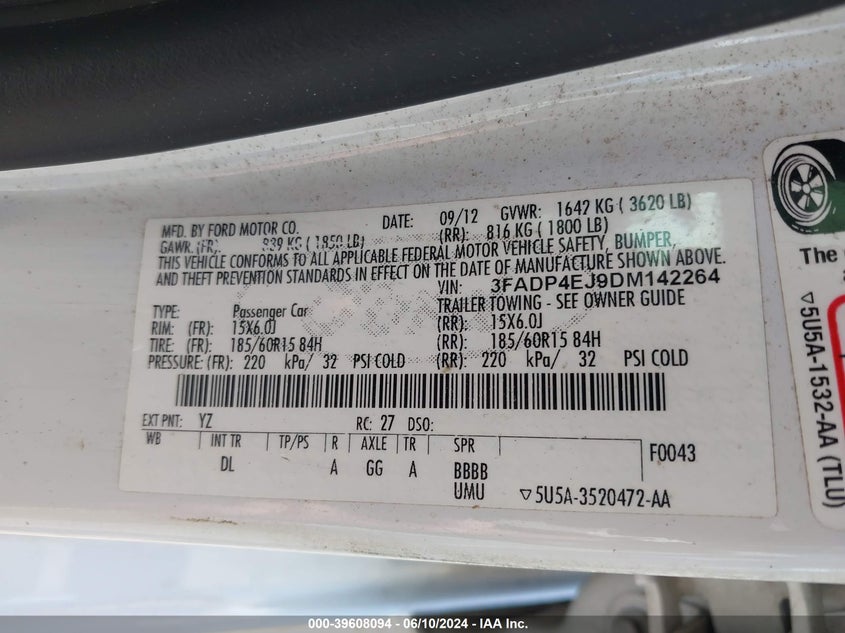 MFD. BY FORD MOTOR CO. DATE: 09/12 GVWR: 1642 KG ( 3620 LB)
GAWR: (FR): 839 KG ( 1850 LB) (RR): 816 KG ( 1800 LB)
THIS VEHICLE CONFORMS TO ALL APPLICABLE FEDERAL MOTOR VEHICLE SAFETY, BUMPER,
AND THEFT PREVENTION STANDARDS IN EFFECT ON THE DATE OF MANUFACTURE SHOWN ABOVE.
VIN: 3FADP4EJ9DM142264
TYPE: Passenger Car TRAILER TOWING - SEE OWNER GUIDE
RIM: (FR): 15X6.0J (RR): 15X6.0J
TIRE: (FR): 185/60R15 84H (RR): 185/60R15 84H
PRESSURE: (FR): 220 kPa/ 32 PSI COLD (RR): 220 kPa/ 32 PSI COLD
EXT PNT: YZ RC: 27 DSO:
WB INT TR TP/PS R AXLE TR SPR F0043
DL A GG A BBBB
UMU ▽5U5A-3520472-AA
The
▽5U5A-1532-AA (TLU)
000-39608094 - 06/10/2024 - IAA Inc.